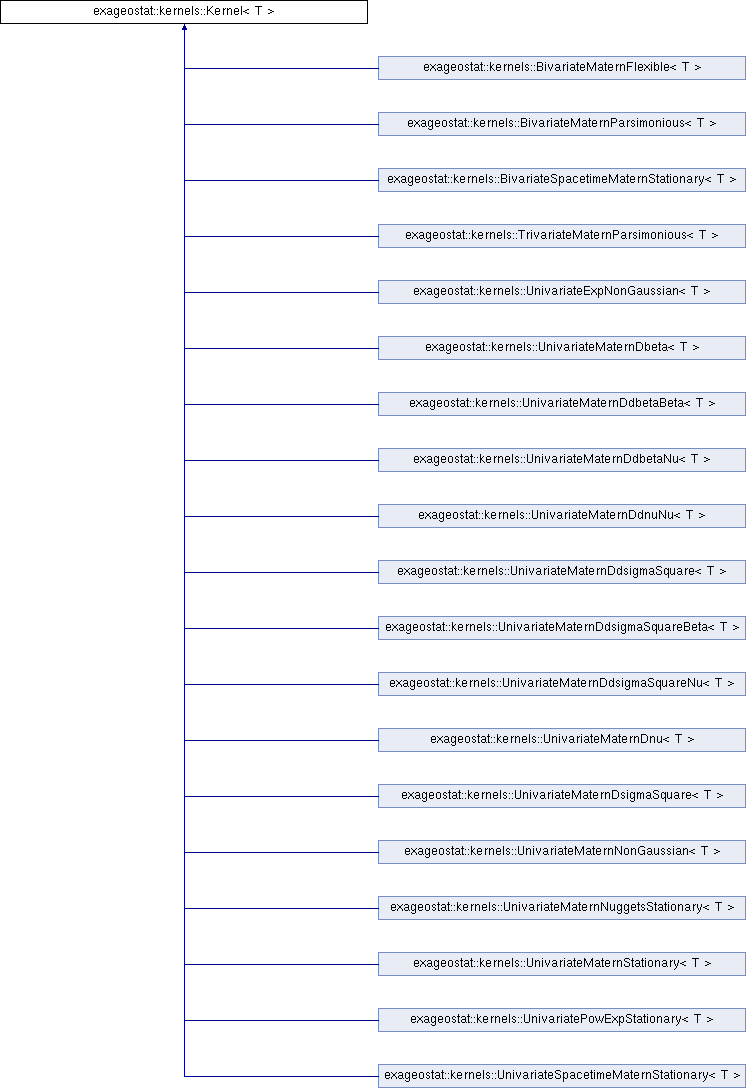 exageostat::kernels::Kernel< T >
exageostat::kernels::BivariateMaternFlexible< T >
exageostat::kernels::BivariateMaternParsimonious< T >
exageostat::kernels::BivariateSpacetimeMaternStationary< T >
exageostat::kernels::TrivariateMaternParsimonious< T >
exageostat::kernels::UnivariateExpNonGaussian< T >
exageostat::kernels::UnivariateMaternDbeta< T >
exageostat::kernels::UnivariateMaternDdbetaBeta< T >
exageostat::kernels::UnivariateMaternDdbetaNu< T >
exageostat::kernels::UnivariateMaternDdnuNu< T >
exageostat::kernels::UnivariateMaternDdsigmaSquare< T >
exageostat::kernels::UnivariateMaternDdsigmaSquareBeta< T >
exageostat::kernels::UnivariateMaternDdsigmaSquareNu< T >
exageostat::kernels::UnivariateMaternDnu< T >
exageostat::kernels::UnivariateMaternDsigmaSquare< T >
exageostat::kernels::UnivariateMaternNonGaussian< T >
exageostat::kernels::UnivariateMaternNuggetsStationary< T >
exageostat::kernels::UnivariateMaternStationary< T >
exageostat::kernels::UnivariatePowExpStationary< T >
exageostat::kernels::UnivariateSpacetimeMaternStationary< T >